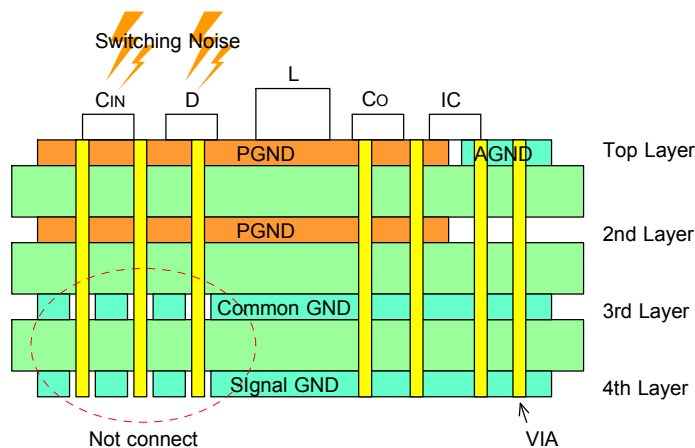 Switching Noise
CIN
D
L
CO
IC
PGND
AGND
Top Layer
PGND
2nd Layer
Common GND
3rd Layer
SIgnal GND
4th Layer
Not connect
VIA